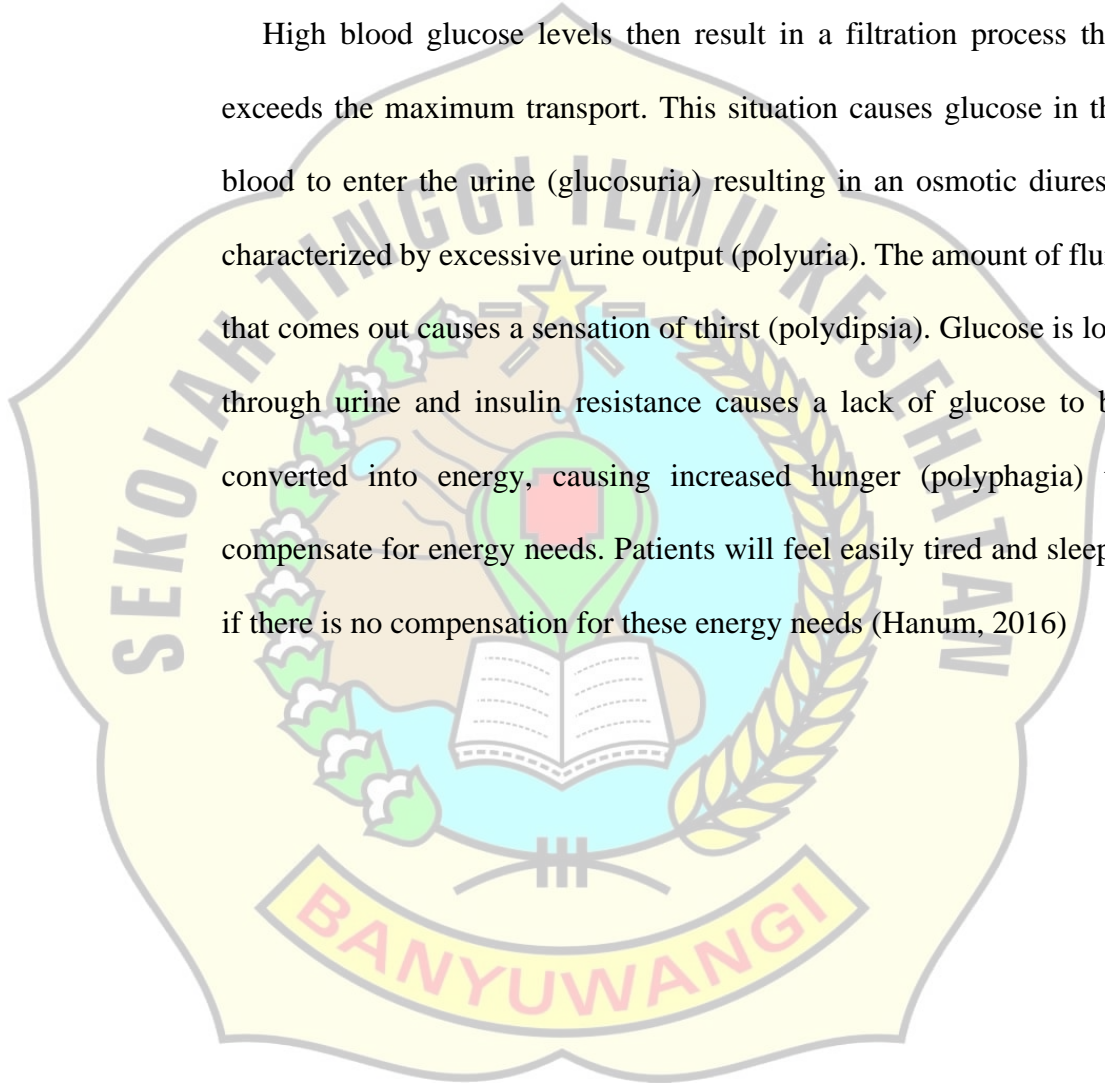 High blood glucose levels then result in a filtration process th
exceeds the maximum transport. This situation causes glucose in th
blood to enter the urine (glucosuria) resulting in an osmotic diures
characterized by excessive urine output (polyuria). The amount of flu
that comes out causes a sensation of thirst (polydipsia). Glucose is lo
through urine and insulin resistance causes a lack of glucose to b
converted into energy, causing increased hunger (polyphagia)
compensate for energy needs. Patients will feel easily tired and sleep
if there is no compensation for these energy needs (Hanum, 2016)
SEKOLAH TINGGI ILMU KESEHATAN
BANYUWANGI